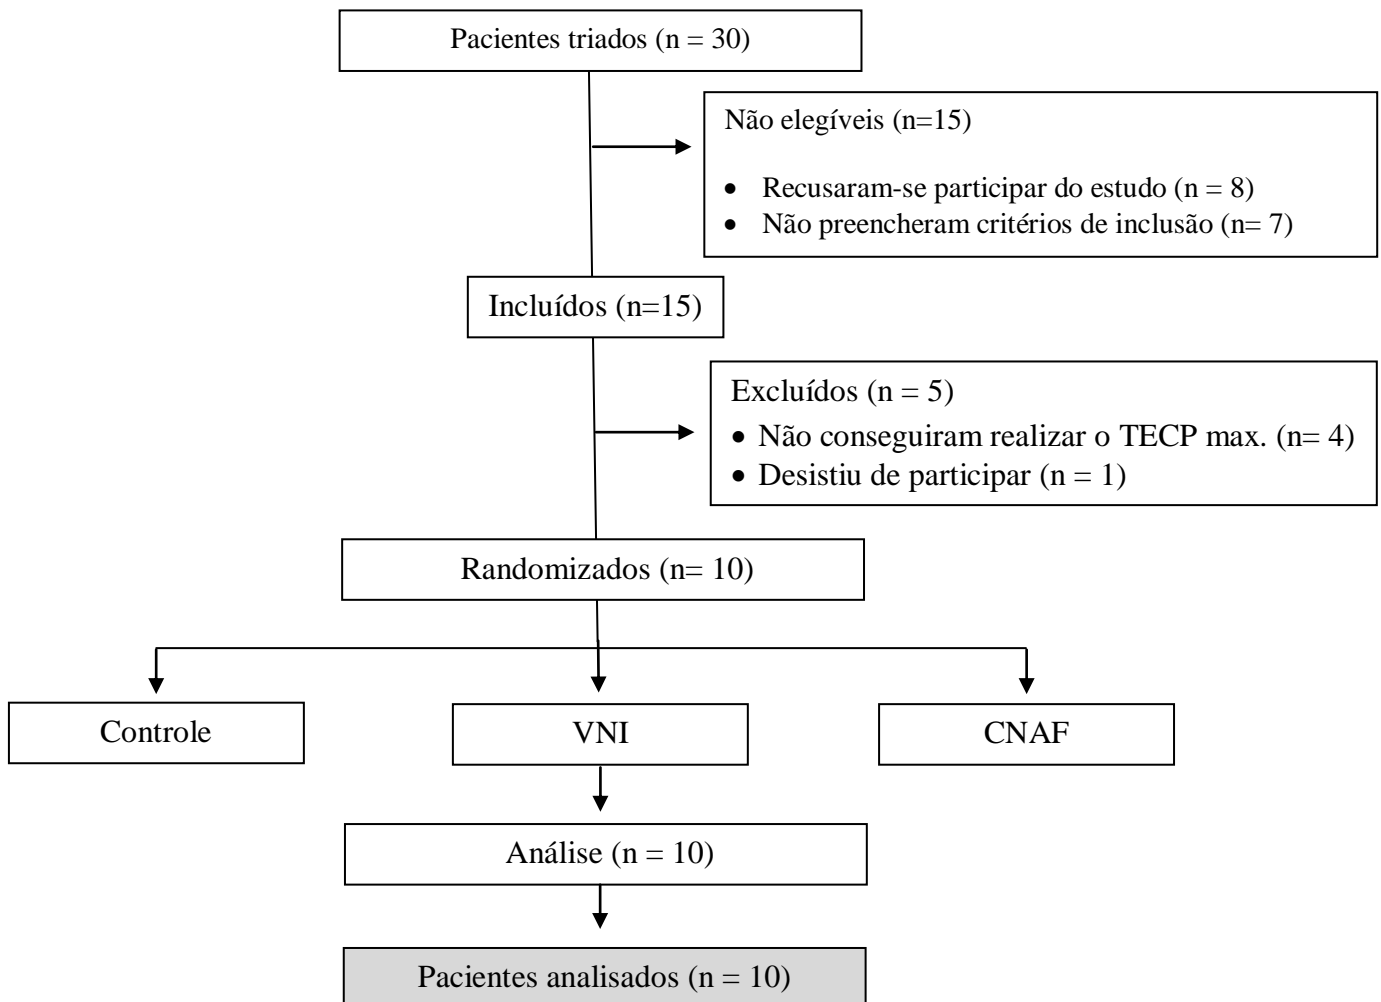 Pacientes triados (n = 30)
Não elegíveis (n=15)
• Recusaram-se participar do estudo (n = 8)
• Não preencheram critérios de inclusão (n= 7)
Incluídos (n=15)
Excluídos (n = 5)
• Não conseguiram realizar o TECP max. (n= 4)
• Desistiu de participar (n = 1)
Randomizados (n= 10)
Controle
VNI
CNAF
Análise (n = 10)
Pacientes analisados (n = 10)